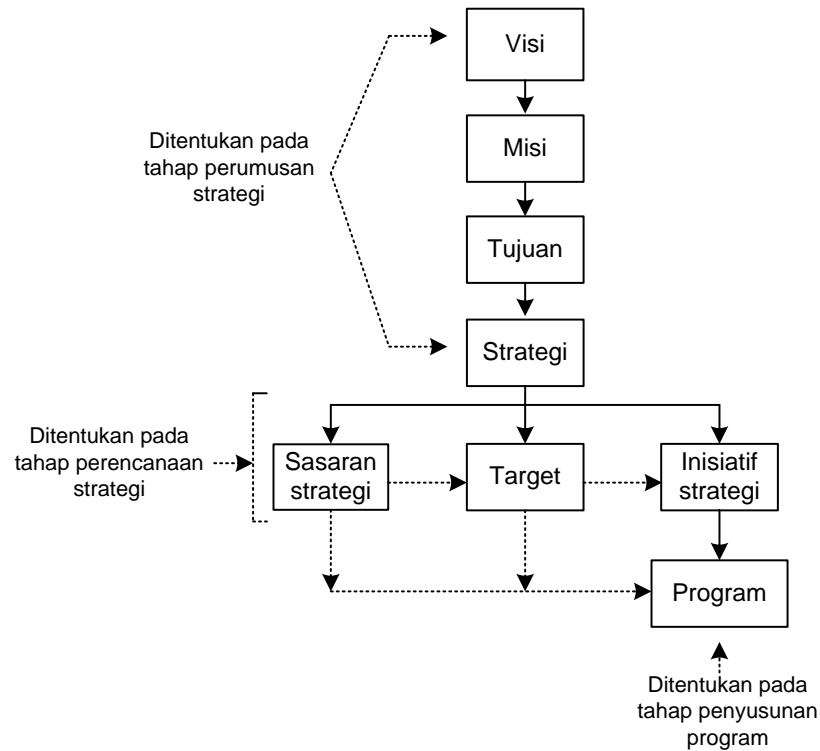 Visi
Ditentukan pada
tahap perumusan
strategi
Misi
Tujuan
Strategi
Ditentukan pada
tahap perencanaan
strategi
Sasaran
strategi
Target
Inisiatif
strategi
Program
Ditentukan pada
tahap penyusunan
program